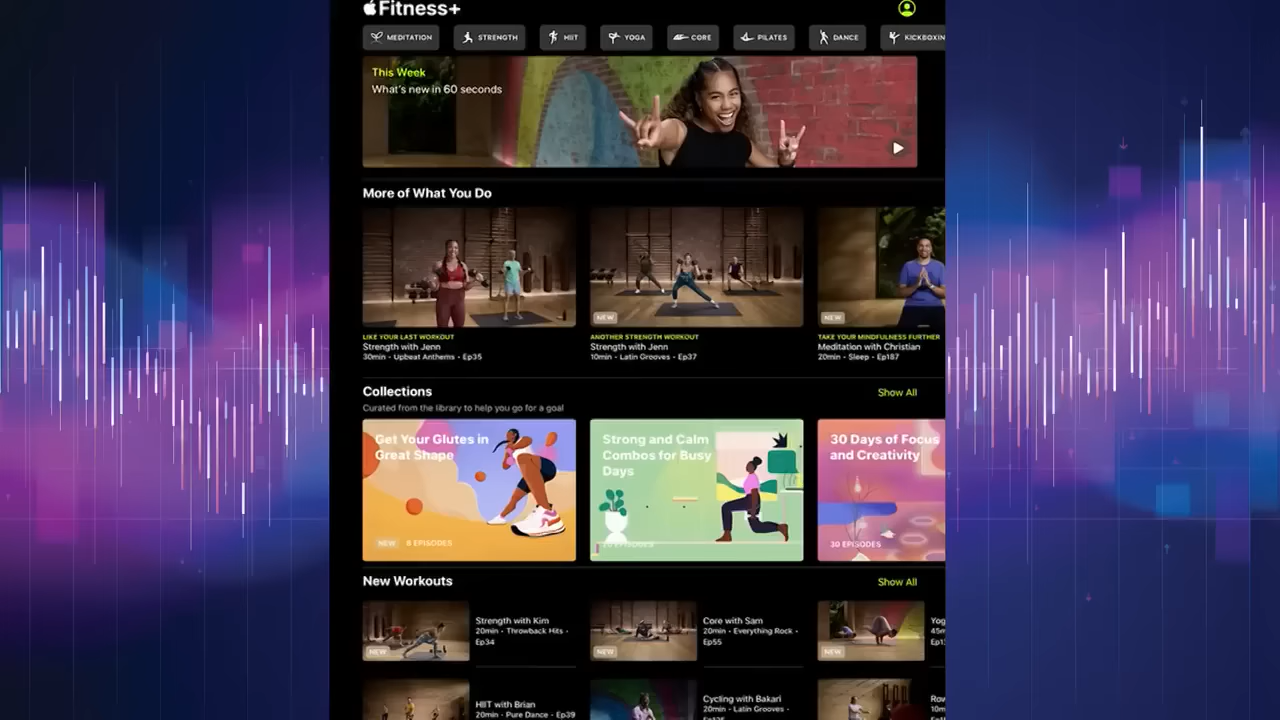 Fitness+
MEDITATION
STRENGTH
HIIT
YOGA
CORE
PILATES
DANCE
KICKBOXIN
This Week
What's new in 60 seconds
More of What You Do
NEW
NEW
LIKE YOUR LAST WORKOUT
Strength with Jenn
30min - Upbeat Anthems - Ep35
ANOTHER STRENGTH WORKOUT
Strength with Jenn
10min - Latin Grooves - Ep37
TAKE YOUR MINDFULNESS FURTHER
Meditation with Christian
20min - Sleep - Ep187
Collections
Show All
Curated from the library to help you go for a goal
Get Your Glutes in
Great Shape
NEW 8 EPISODES
Strong and Calm
Combos for Busy
Days
EPISODES
30 Days of Focus
and Creativity
30 EPISODES
New Workouts
Show All
NEW
Strength with Kim
20min - Throwback Hits -
Ep34
NEW
Core with Sam
20min - Everything Rock -
Ep55
NEW
Yog
45m
Ep1
HIIT with Brian
20min - Pure Dance - Ep39
Cycling with Bakari
20min - Latin Grooves -
Row
10m